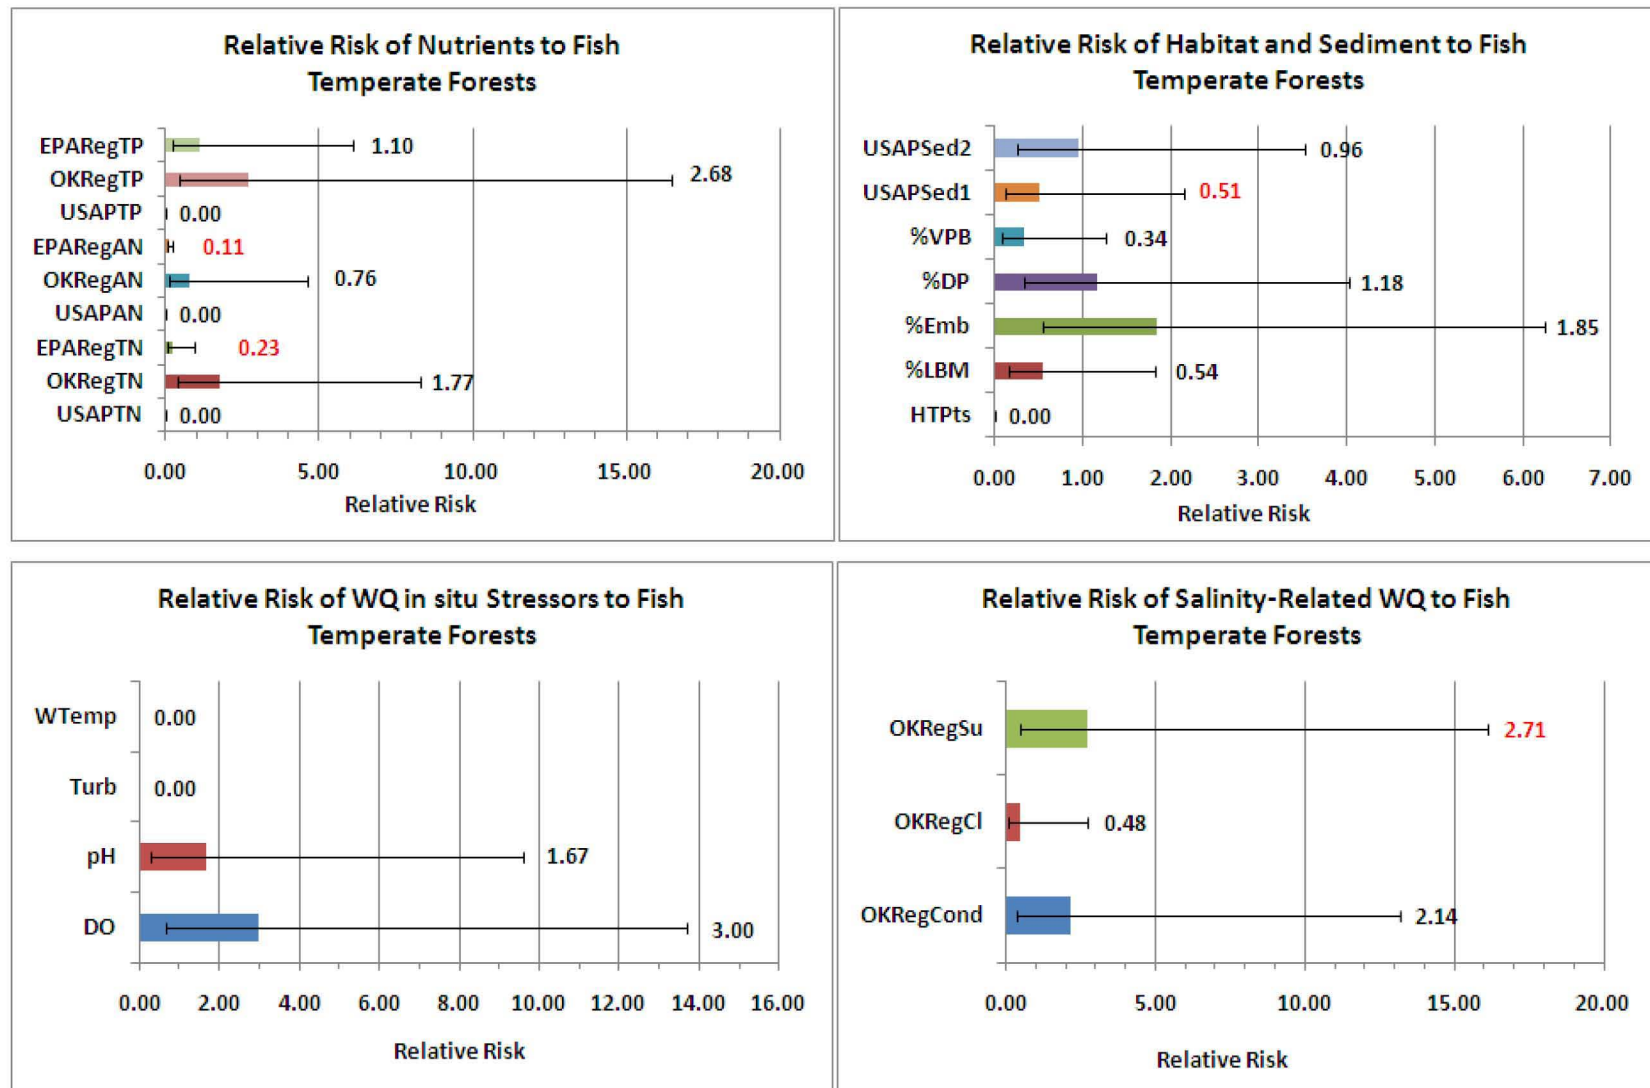 Relative Risk of Nutrients to Fish
Temperate Forests
EPARegTP
1.10
OKRegTP
2.68
USAPTP
0.00
EPARegAN
0.11
OKRegAN
0.76
USAPAN
0.00
EPARegTN
0.23
OKRegTN
1.77
USAPTN
0.00
0.00 5.00 10.00 15.00 20.00
Relative Risk
Relative Risk of Habitat and Sediment to Fish
Temperate Forests
USAPSed2
0.96
USAPSed1
0.51
%VPB
0.34
%DP
1.18
%Emb
1.85
%LBM
0.54
HTPts
0.00
0.00 1.00 2.00 3.00 4.00 5.00 6.00 7.00
Relative Risk
Relative Risk of WQ in situ Stressors to Fish
Temperate Forests
WTemp
0.00
Turb
0.00
pH
1.67
DO
3.00
0.00 2.00 4.00 6.00 8.00 10.00 12.00 14.00 16.00
Relative Risk
Relative Risk of Salinity-Related WQ to Fish
Temperate Forests
OKRegSu
2.71
OKRegCl
0.48
OKRegCond
2.14
0.00 5.00 10.00 15.00 20.00
Relative Risk